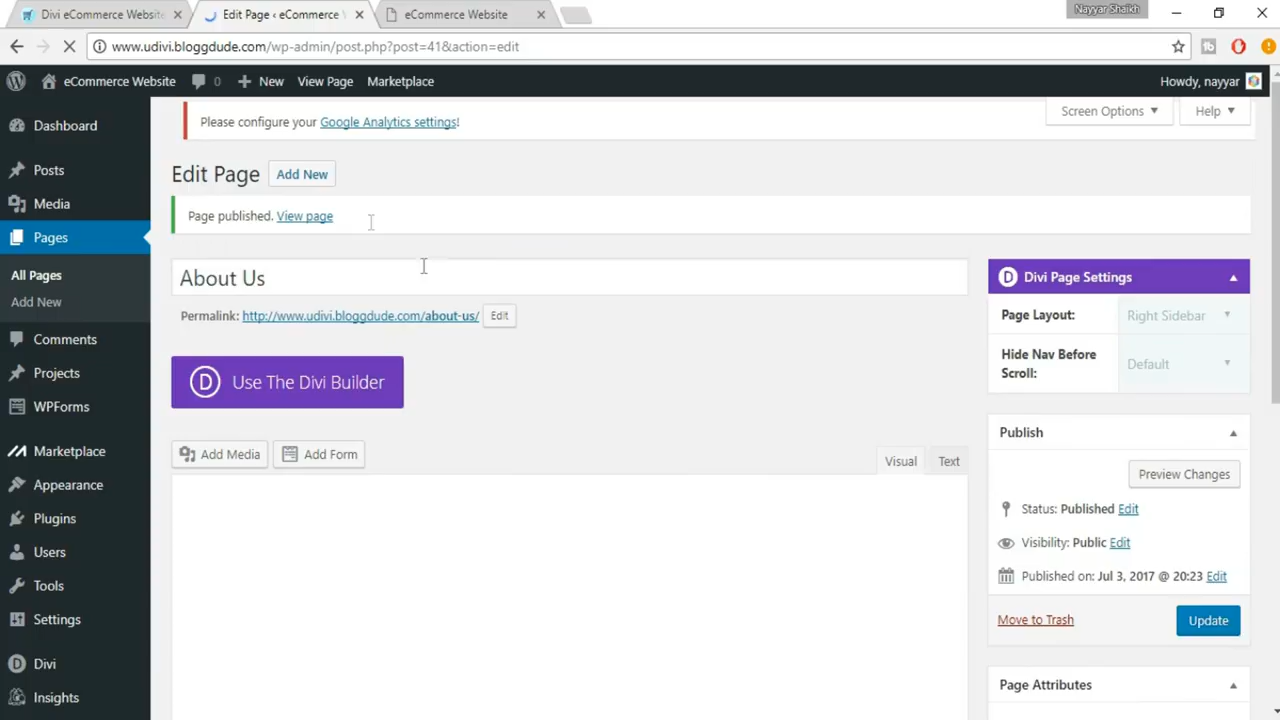 Divi eCommerce Website
Edit Page ‹ eCommerce W
eCommerce Website
Nayyar Shaikh
www.udivi.bloggdude.com/wp-admin/post.php?post=41&action=edit
eCommerce Website
0
New
View Page
Marketplace
Howdy, nayyar
Please configure your Google Analytics settings!
Screen Options
Help
Dashboard
Posts
Media
Pages
All Pages
Add New
Comments
Projects
WPForms
Marketplace
Appearance
Plugins
Users
Tools
Settings
Divi
Insights
Edit Page
Add New
Page published. View page
About Us
Permalink: http://www.udivi.bloggdude.com/about-us/ Edit
D Use The Divi Builder
Add Media
Add Form
Visual
Text
D Divi Page Settings
Page Layout:
Right Sidebar
Hide Nav Before
Scroll:
Default
Publish
Preview Changes
Status: Published Edit
Visibility: Public Edit
Published on: Jul 3, 2017 @ 20:23 Edit
Move to Trash
Update
Page Attributes